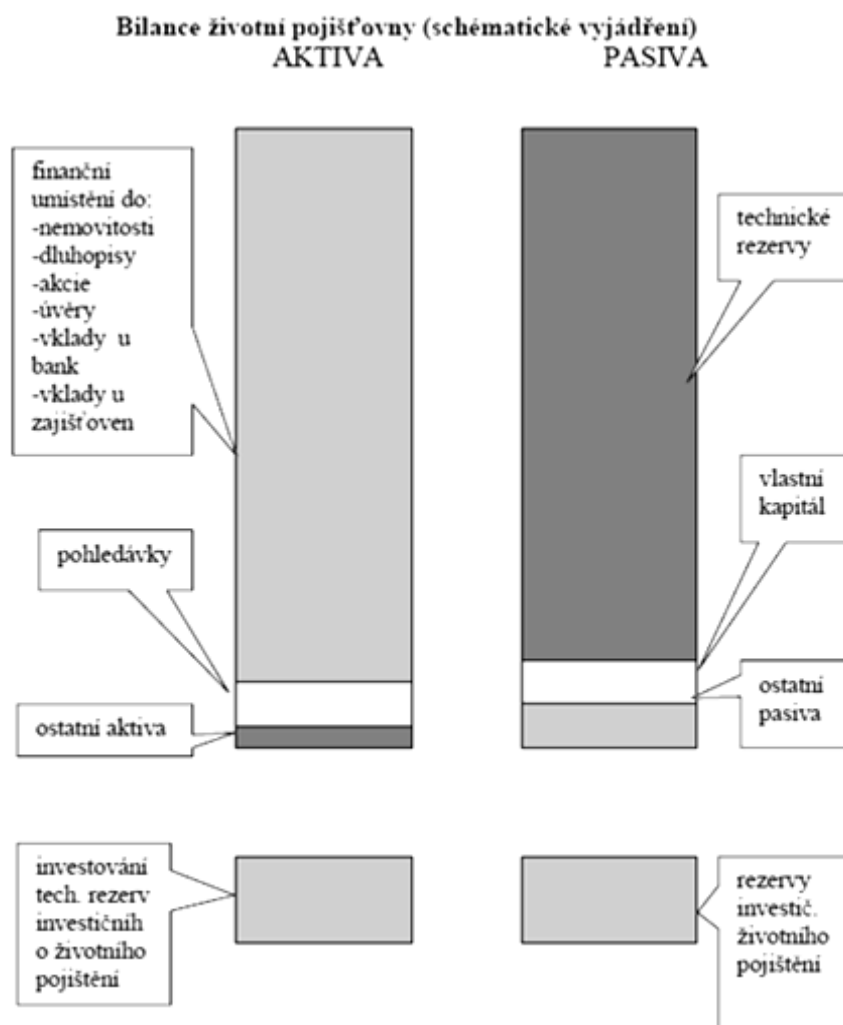 Bilance životní pojišťovny (schématické vyjádření)
AKTIVA
PASIVA
finanční
umístění do:
-nemovitosti
-dluhopisy
-akcie
-úvěry
-vklady u
bank
-vklady u
zajišťoven
technické
rezervy
vlastní
kapitál
pohledávky
ostatní
pasiva
ostatní aktiva
investování
tech. rezerv
investičníh
o životního
pojištění
rezervy
investič.
životního
pojištění